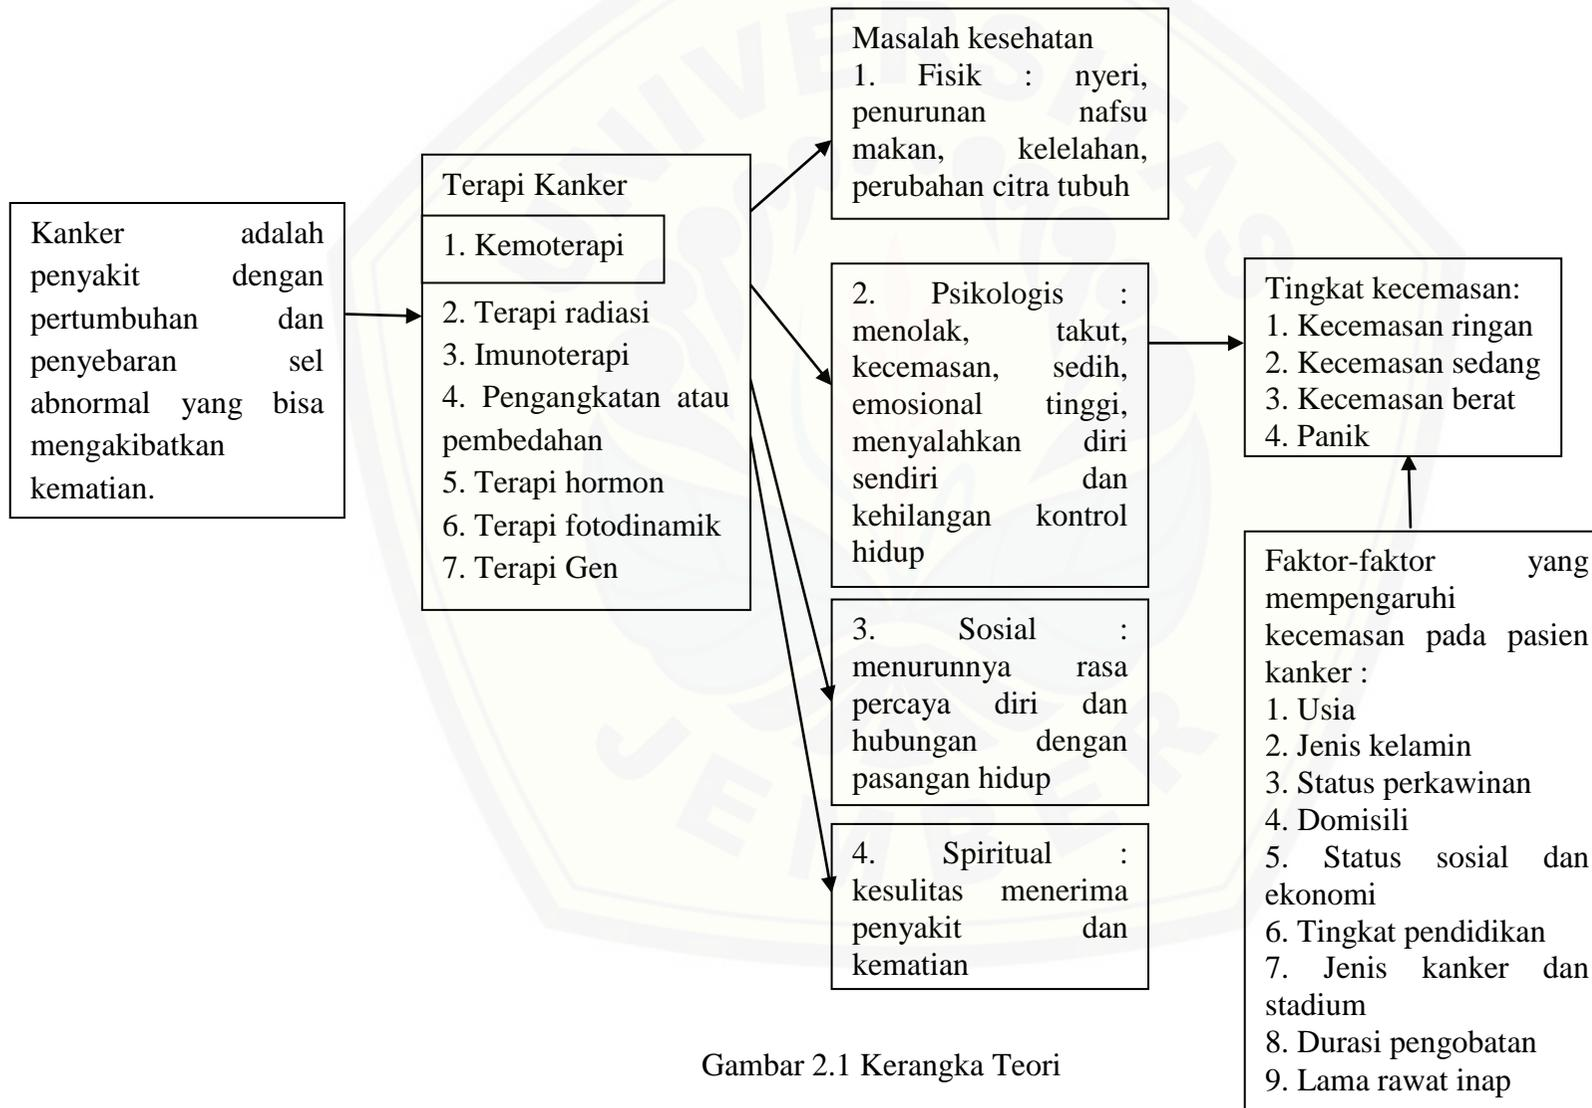 Kanker adalah
penyakit dengan
pertumbuhan dan
penyebaran sel
abnormal yang bisa
mengakibatkan
kematian.
Terapi Kanker
1. Kemoterapi
2. Terapi radiasi
3. Imunoterapi
4. Pengangkatan atau
pembedahan
5. Terapi hormon
6. Terapi fotodinamik
7. Terapi Gen
Masalah kesehatan
1. Fisik : nyeri,
penurunan nafsu
makan, kelelahan,
perubahan citra tubuh
2. Psikologis :
menolak, takut,
kecemasan, sedih,
emosional tinggi,
menyalahkan diri
sendiri dan
kehilangan kontrol
hidup
3. Sosial :
menurunnya rasa
percaya diri dan
hubungan dengan
pasangan hidup
4. Spiritual :
kesulitas menerima
penyakit dan
kematian
Tingkat kecemasan:
1. Kecemasan ringan
2. Kecemasan sedang
3. Kecemasan berat
4. Panik
Faktor-faktor yang
mempengaruhi
kecemasan pada pasien
kanker :
1. Usia
2. Jenis kelamin
3. Status perkawinan
4. Domisili
5. Status sosial dan
ekonomi
6. Tingkat pendidikan
7. Jenis kanker dan
stadium
8. Durasi pengobatan
9. Lama rawat inap
Gambar 2.1 Kerangka Teori
UNIVERSITAS
JEMBER